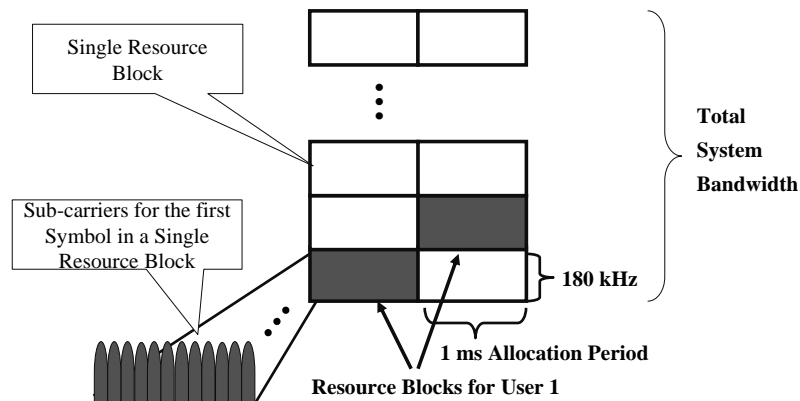 Single Resource
Block
Total
System
Bandwidth
Sub-carriers for the first
Symbol in a Single
Resource Block
180 kHz
1 ms Allocation Period
Resource Blocks for User 1